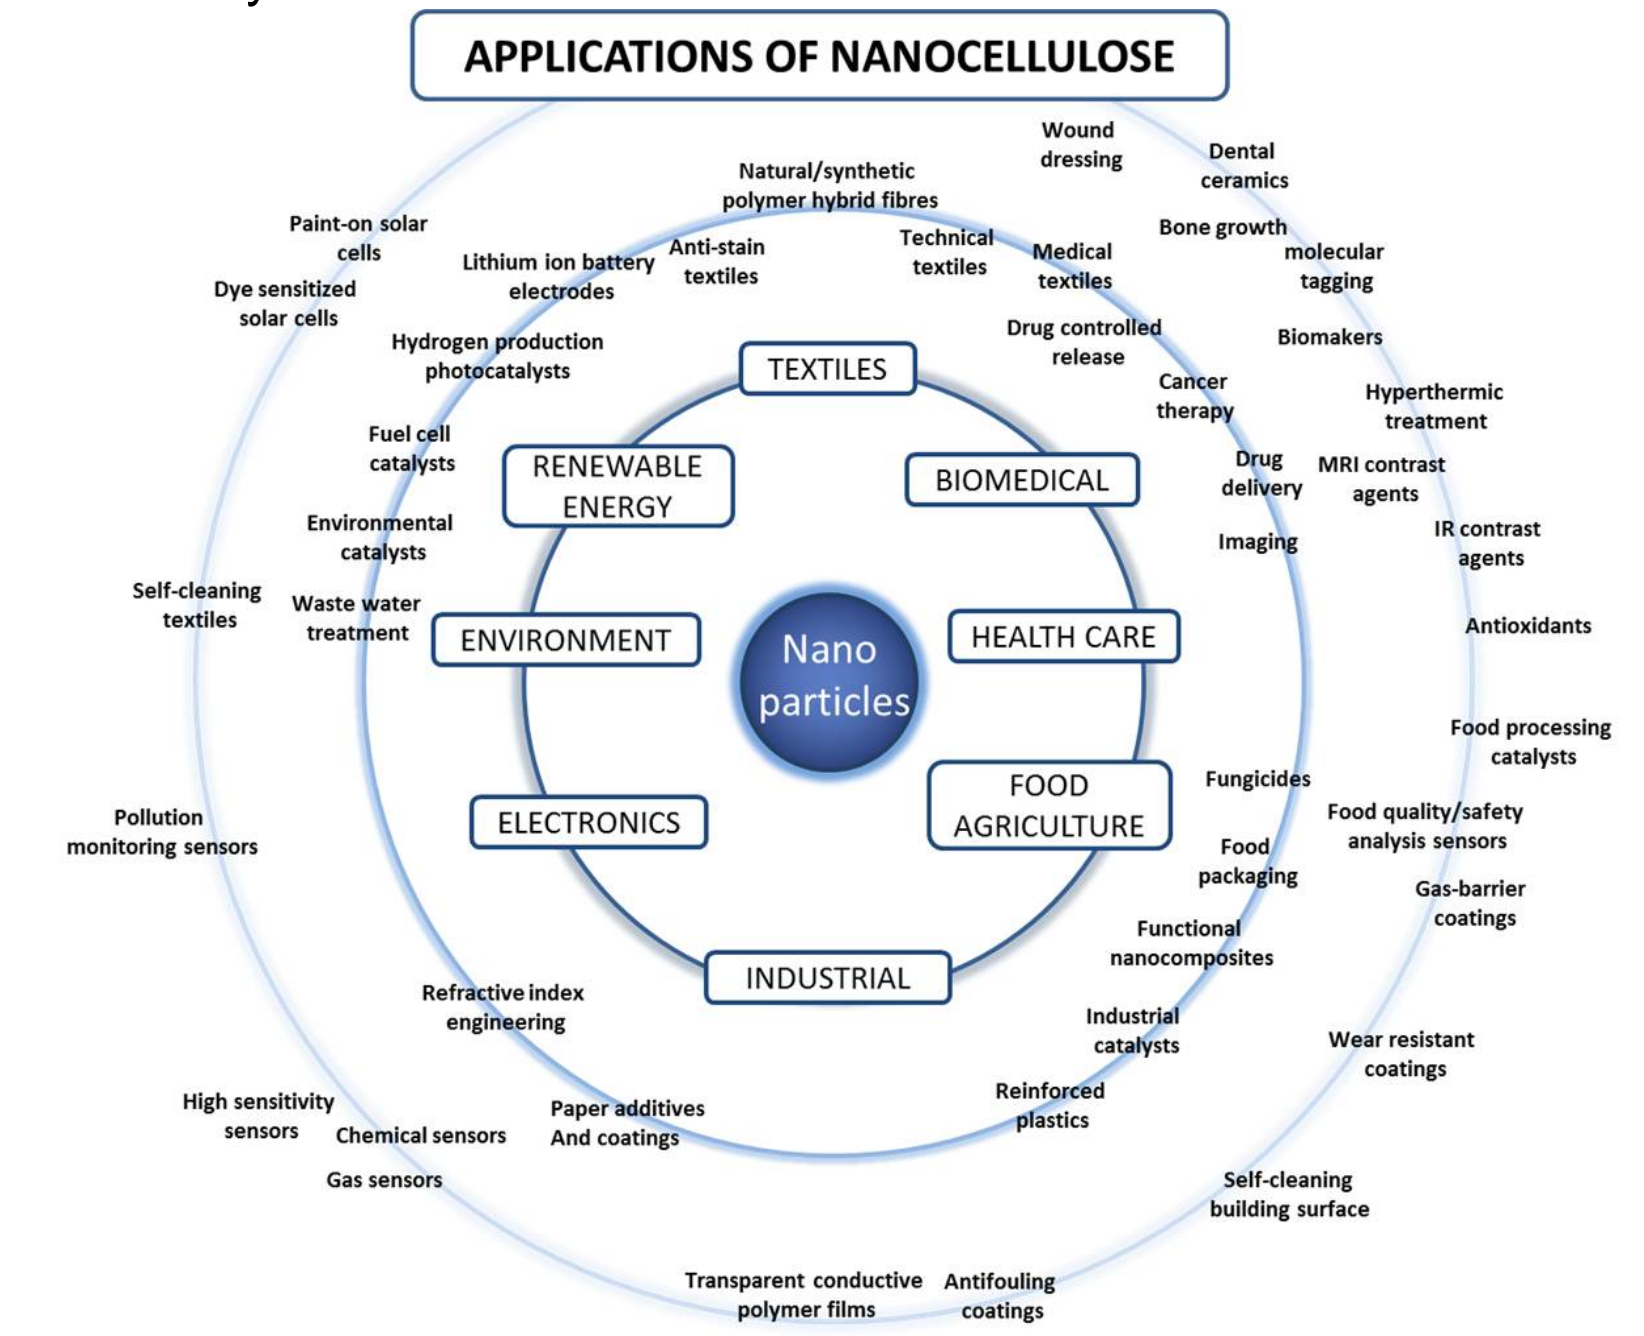 APPLICATIONS OF NANOCELLULOSE
Wound
dressing
Dental
ceramics
Natural/synthetic
polymer hybrid fibres
Bone growth
molecular
tagging
Paint-on solar
cells
Lithium ion battery
electrodes
Anti-stain
textiles
Technical
textiles
Medical
textiles
Dye sensitized
solar cells
Hydrogen production
photocatalysts
Drug controlled
release
Biomakers
TEXTILES
Cancer
therapy
Hyperthermic
treatment
Fuel cell
catalysts
RENEWABLE
ENERGY
BIOMEDICAL
Drug
delivery
MRI contrast
agents
Environmental
catalysts
Imaging
IR contrast
agents
Self-cleaning
textiles
Waste water
treatment
ENVIRONMENT
Nano
particles
HEALTH CARE
Antioxidants
Food processing
catalysts
Pollution
monitoring sensors
ELECTRONICS
FOOD
AGRICULTURE
Fungicides
Food quality/safety
analysis sensors
Food
packaging
Gas-barrier
coatings
Functional
nanocomposites
INDUSTRIAL
Refractive index
engineering
Industrial
catalysts
Wear resistant
coatings
High sensitivity
sensors
Chemical sensors
Gas sensors
Paper additives
And coatings
Reinforced
plastics
Self-cleaning
building surface
Transparent conductive
polymer films
Antifouling
coatings